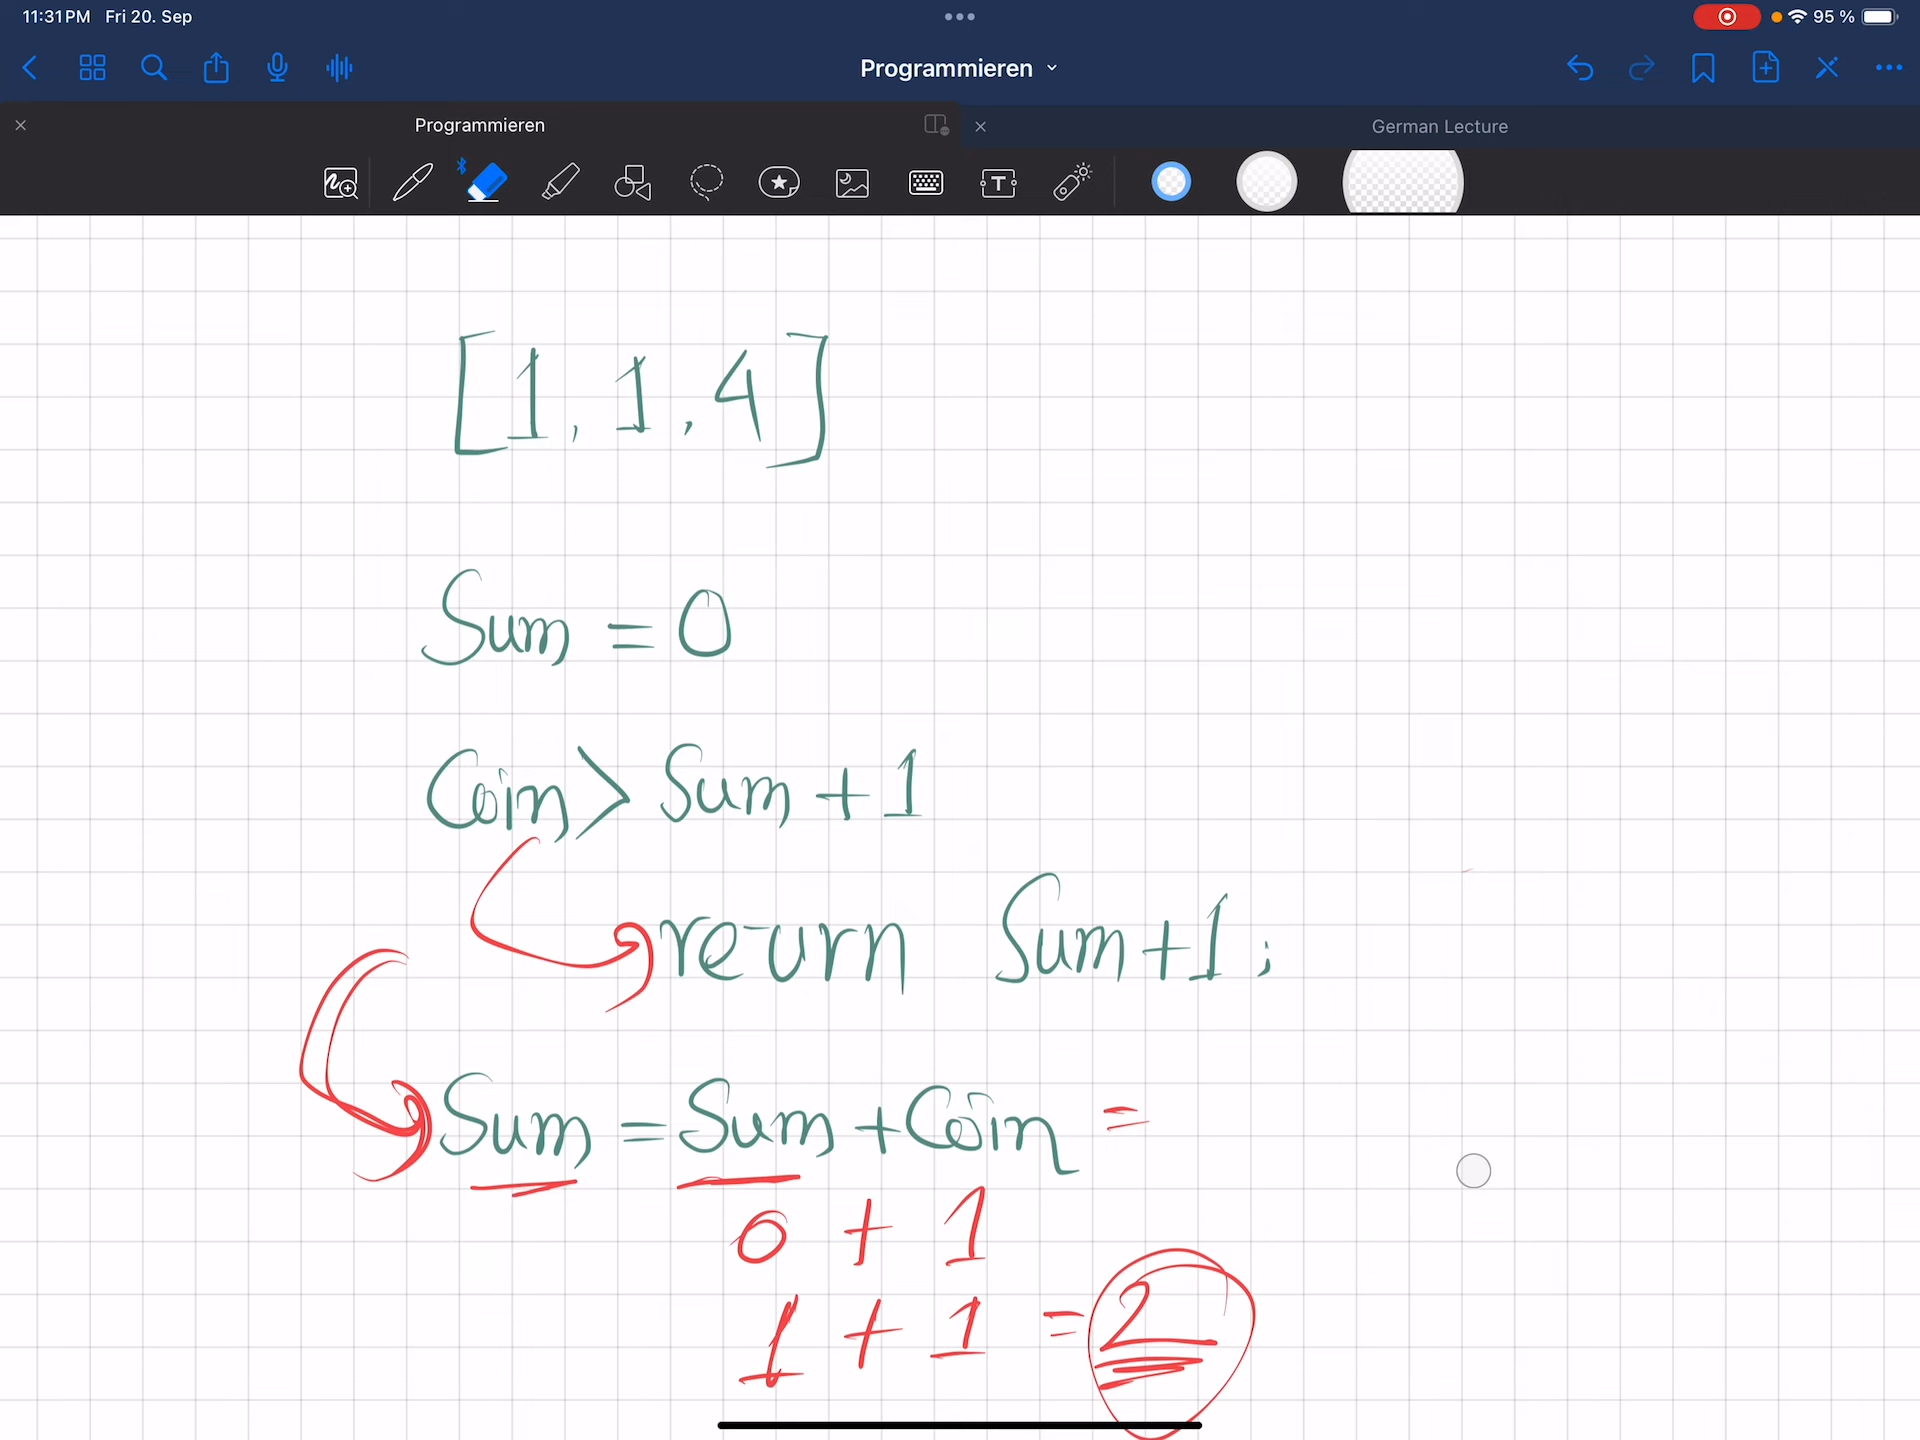 11:31 PM Fri 20. Sep
95 %
Programmieren
Programmieren
German Lecture
[1, 1, 4]
Sum = 0
Coin > Sum + 1
return Sum+1;
Sum = Sum + Coin =
0 + 1
1 + 1 = 2